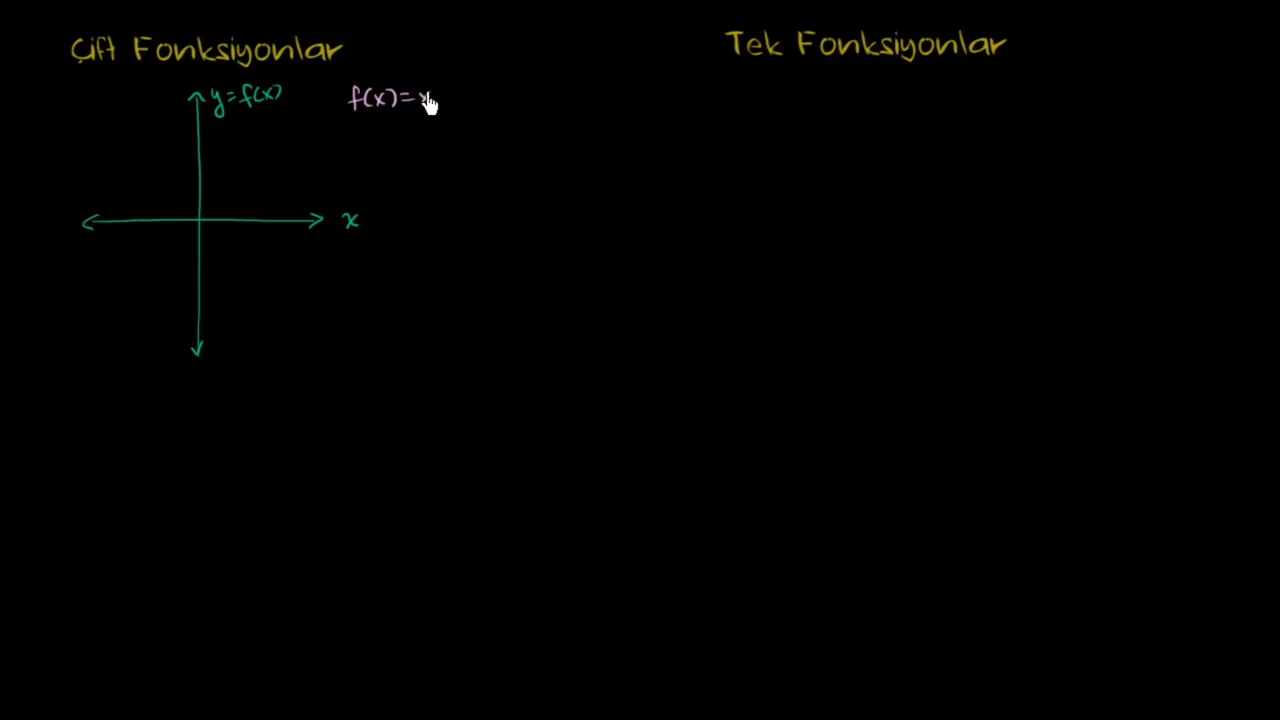 Çift Fonksiyonlar
Tek Fonksiyonlar
y=f(x)
f(x)=x
x